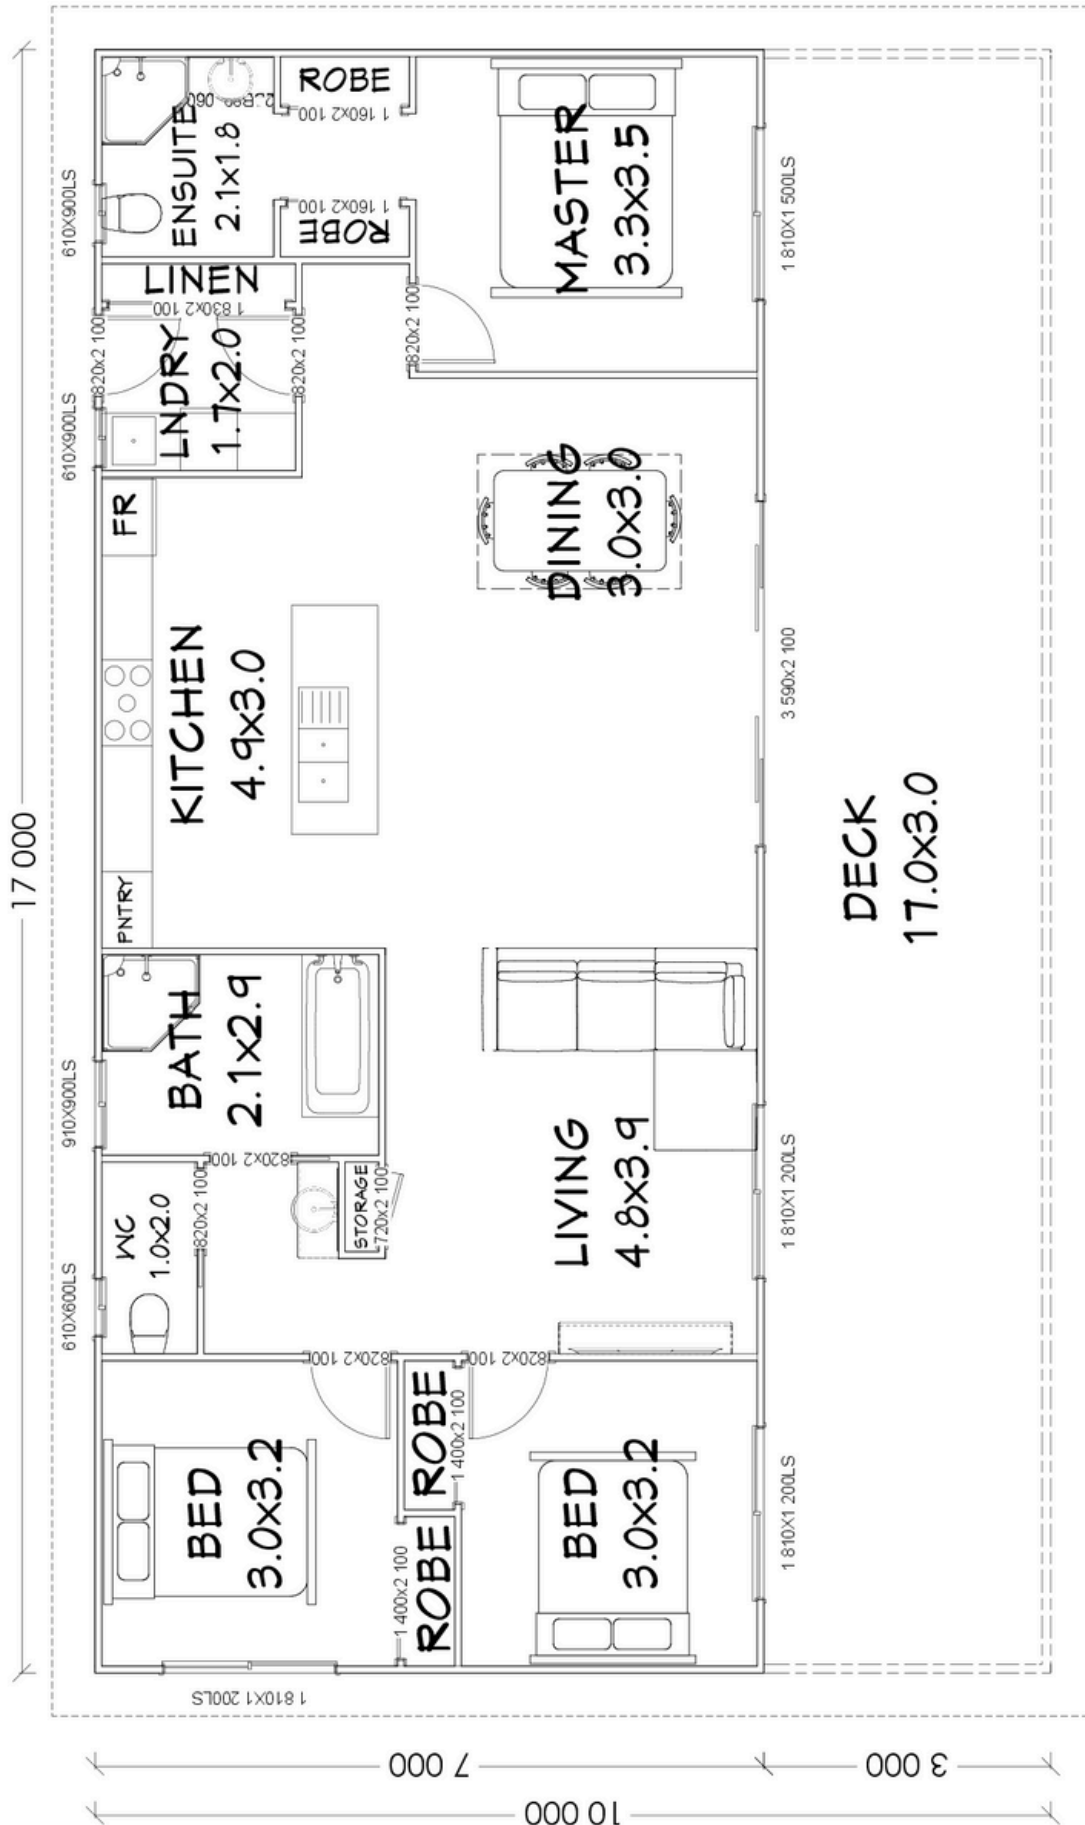 ROBE
1 160x2 100
ENSUITE
2.1x1.8
610X900LS
1 160x2 100
ROBE
MASTER
3.3x3.5
1 810X1 500LS
LINEN
1 830x2 100
820x2 100
LNDRY
1.7x2.0
820x2 100
820x2 100
610X900LS
FR
DINING
3.0x3.0
KITCHEN
4.9x3.0
3 590x2 100
17 000
PNTRY
DECK
17.0x3.0
BATH
2.1x2.9
910X900LS
820x2 100
WC
1.0x2.0
820x2 100
STORAGE
720x2 100
LIVING
4.8x3.9
1 810X1 200LS
610X600LS
820x2 100
820x2 100
ROBE
1 400x2 100
BED
3.0x3.2
BED
3.0x3.2
1 810X1 200LS
ROBE
1 400x2 100
1 810X1 200LS
7 000
3 000
10 000